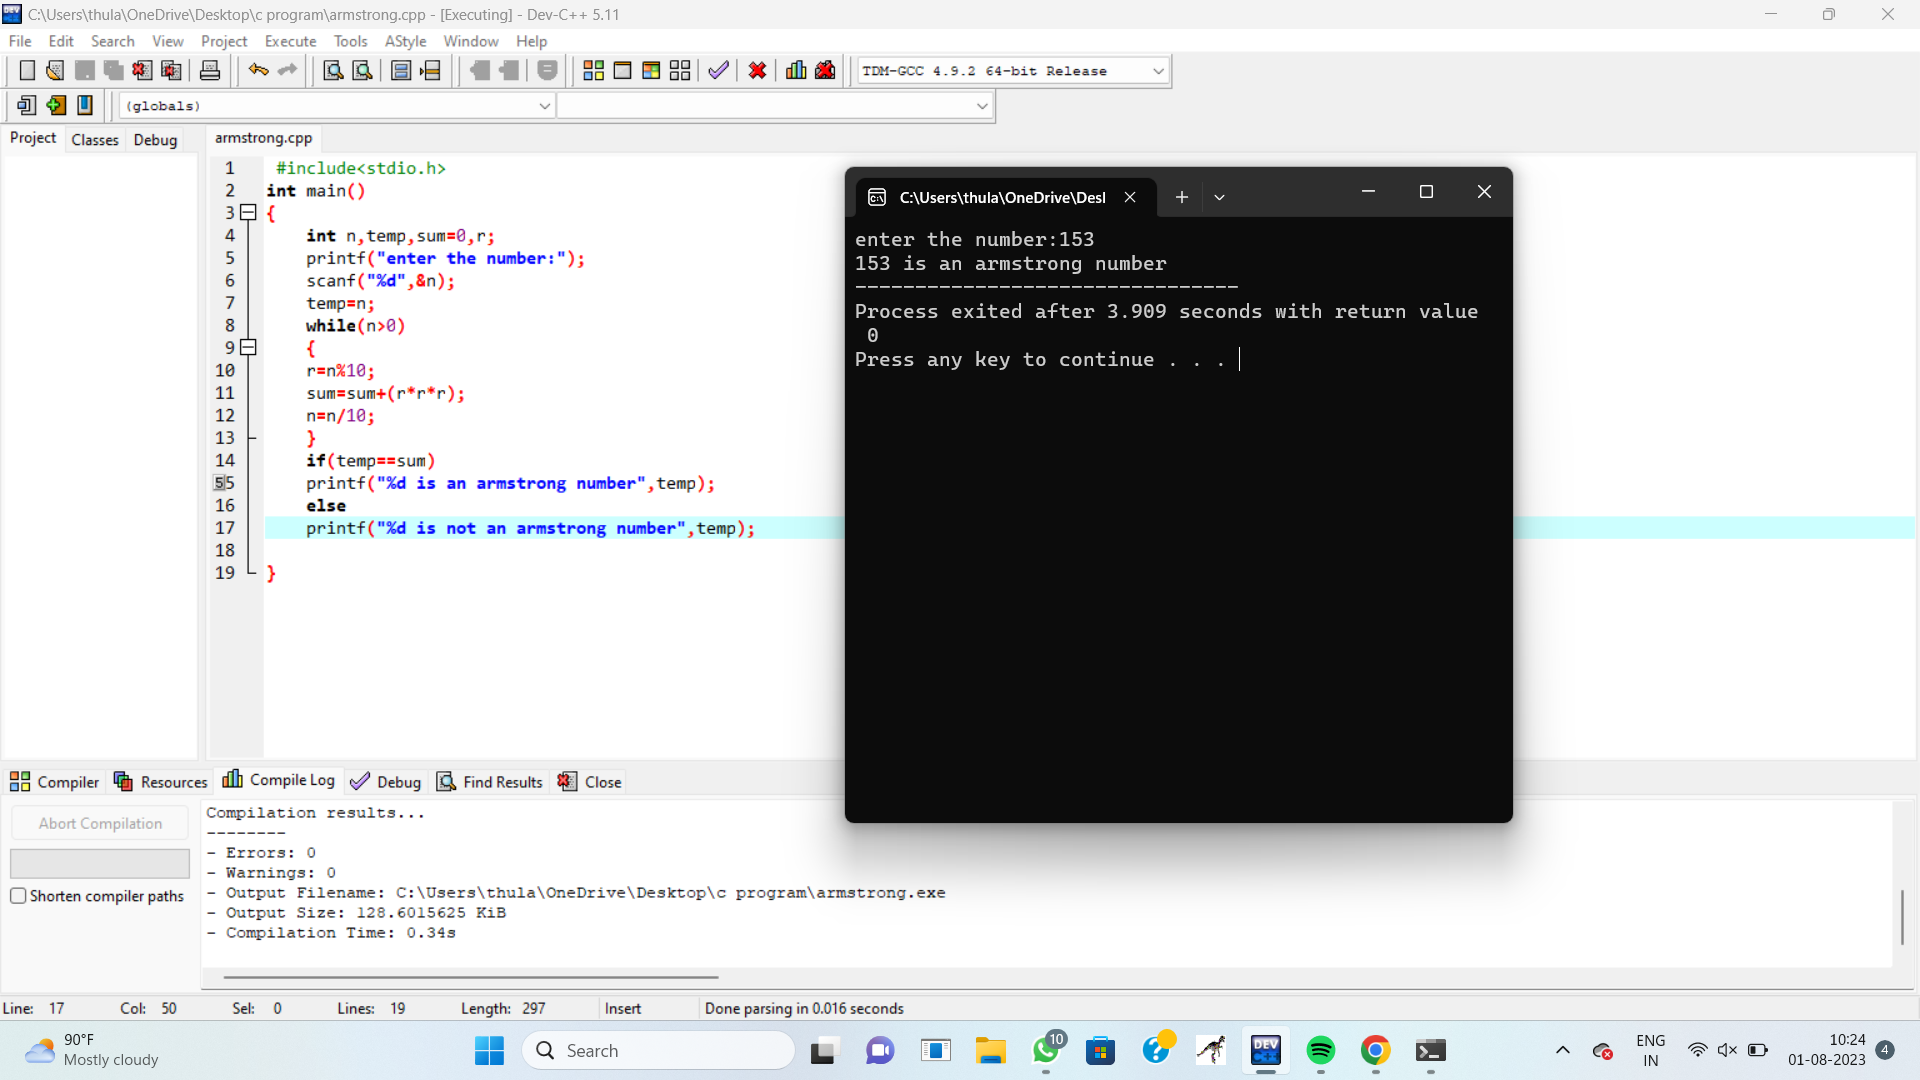 C:\Users\thula\OneDrive\Desktop\c program\armstrong.cpp - [Executing] - Dev-C++ 5.11
File Edit Search View Project Execute Tools AStyle Window Help
TDM-GCC 4.9.2 64-bit Release
(globals)
Project Classes Debug armstrong.cpp
1 #include<stdio.h>
2 int main()
3 {
4 int n,temp,sum=0,r;
5 printf("enter the number:");
6 scanf("%d",&n);
7 temp=n;
8 while(n>0)
9 {
10 r=n%10;
11 sum=sum+(r*r*r);
12 n=n/10;
13 }
14 if(temp==sum)
55 printf("%d is an armstrong number",temp);
16 else
17 printf("%d is not an armstrong number",temp);
18
19 }
C:\Users\thula\OneDrive\Desl
enter the number:153
153 is an armstrong number
--------------------------------
Process exited after 3.909 seconds with return value
0
Press any key to continue . . .
Compiler Resources Compile Log Debug Find Results Close
Abort Compilation
Shorten compiler paths
Compilation results...
--------
- Errors: 0
- Warnings: 0
- Output Filename: C:\Users\thula\OneDrive\Desktop\c program\armstrong.exe
- Output Size: 128.6015625 KiB
- Compilation Time: 0.34s
Line: 17 Col: 50 Sel: 0 Lines: 19 Length: 297 Insert Done parsing in 0.016 seconds
90°F
Mostly cloudy
Search
10
DEV
C++
ENG
IN
10:24
01-08-2023
4